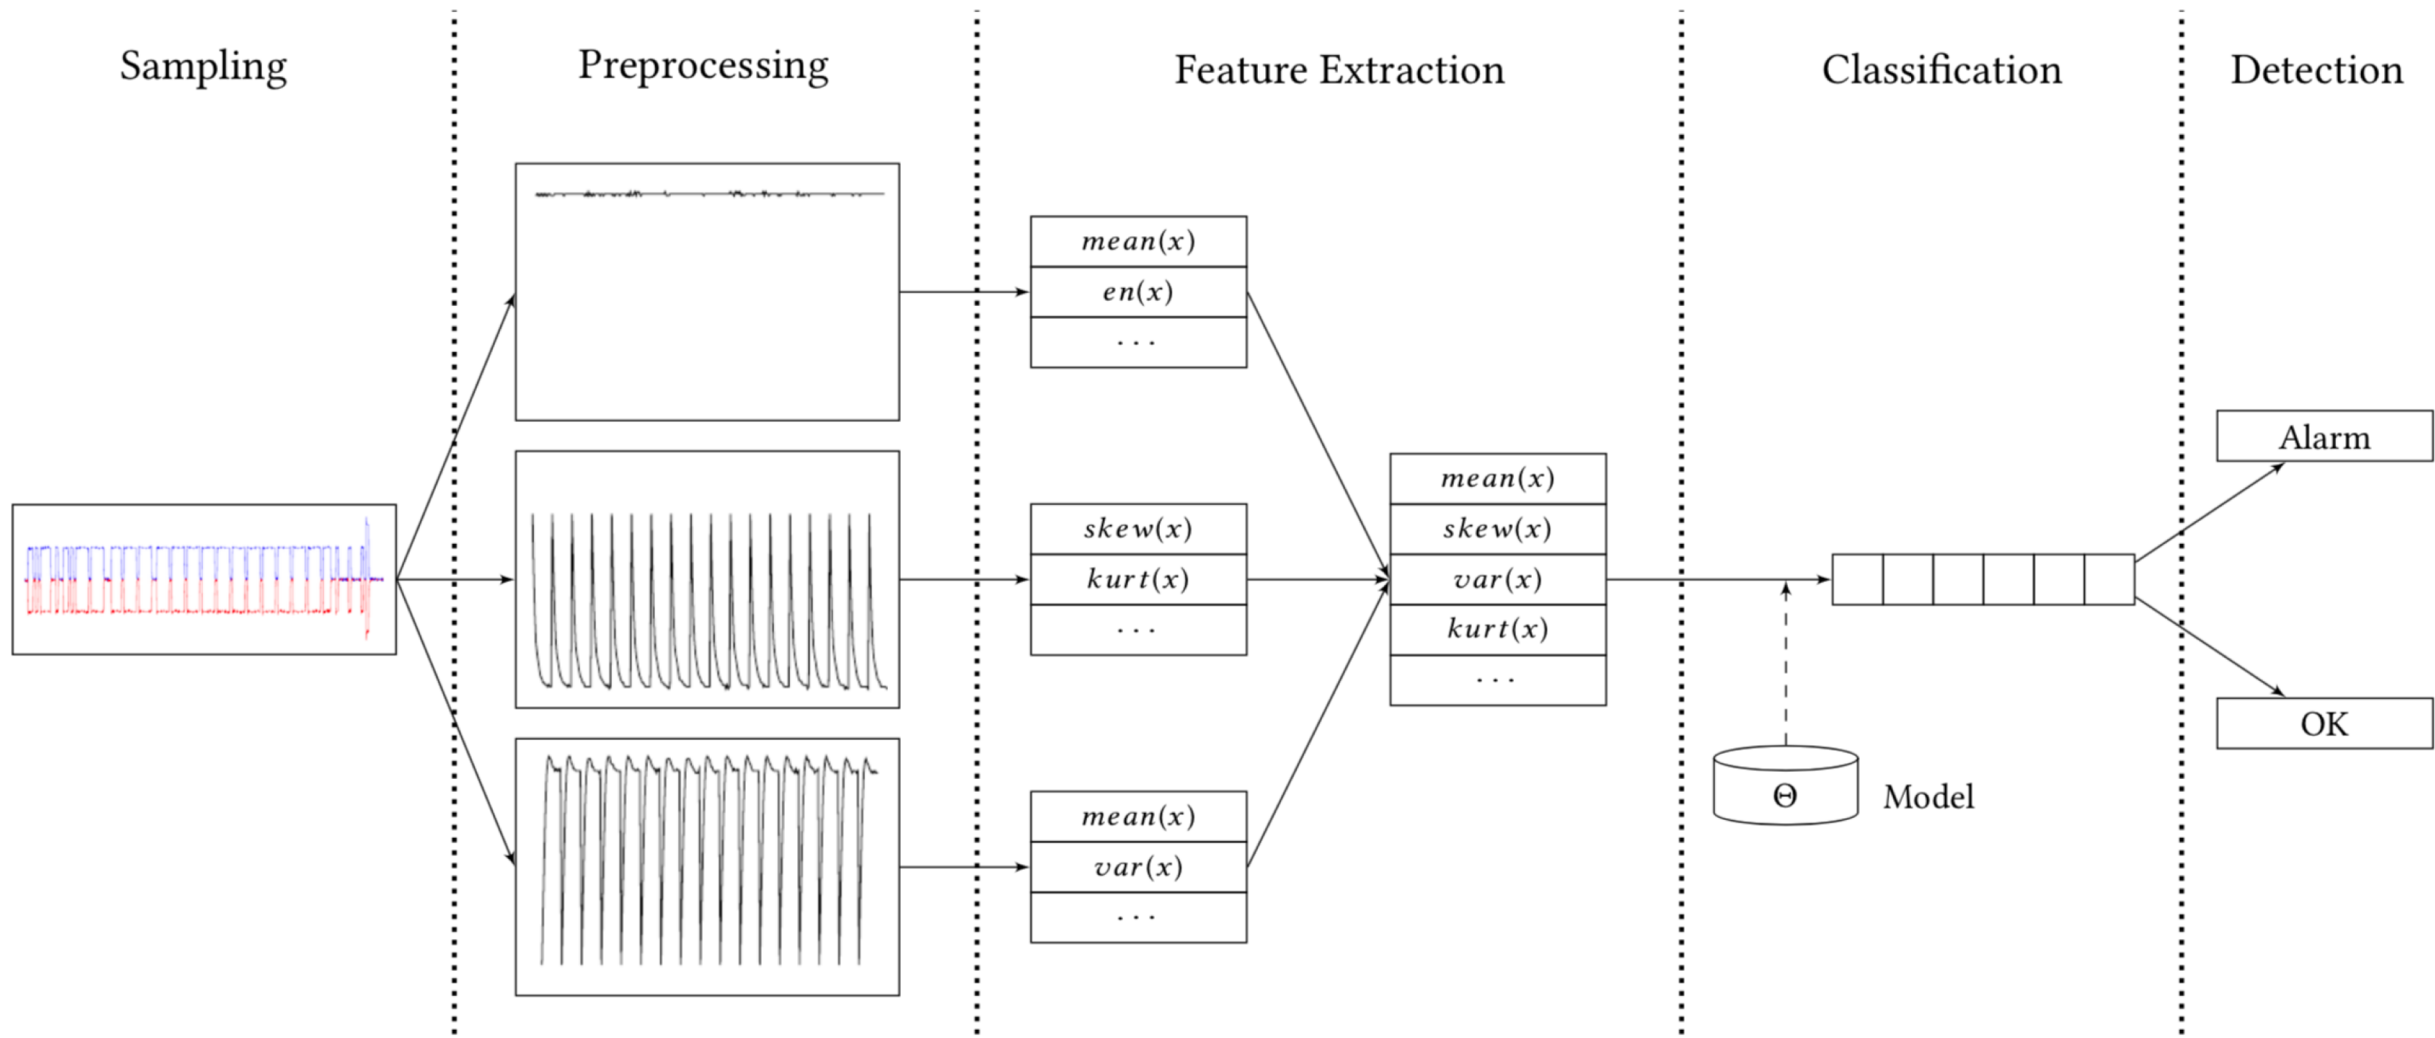 Sampling
Preprocessing
Feature Extraction
Classification
Detection
mean(x)
en(x)
...
skew(x)
kurt(x)
...
mean(x)
var(x)
...
mean(x)
skew(x)
var(x)
kurt(x)
...
Θ
Model
Alarm
OK